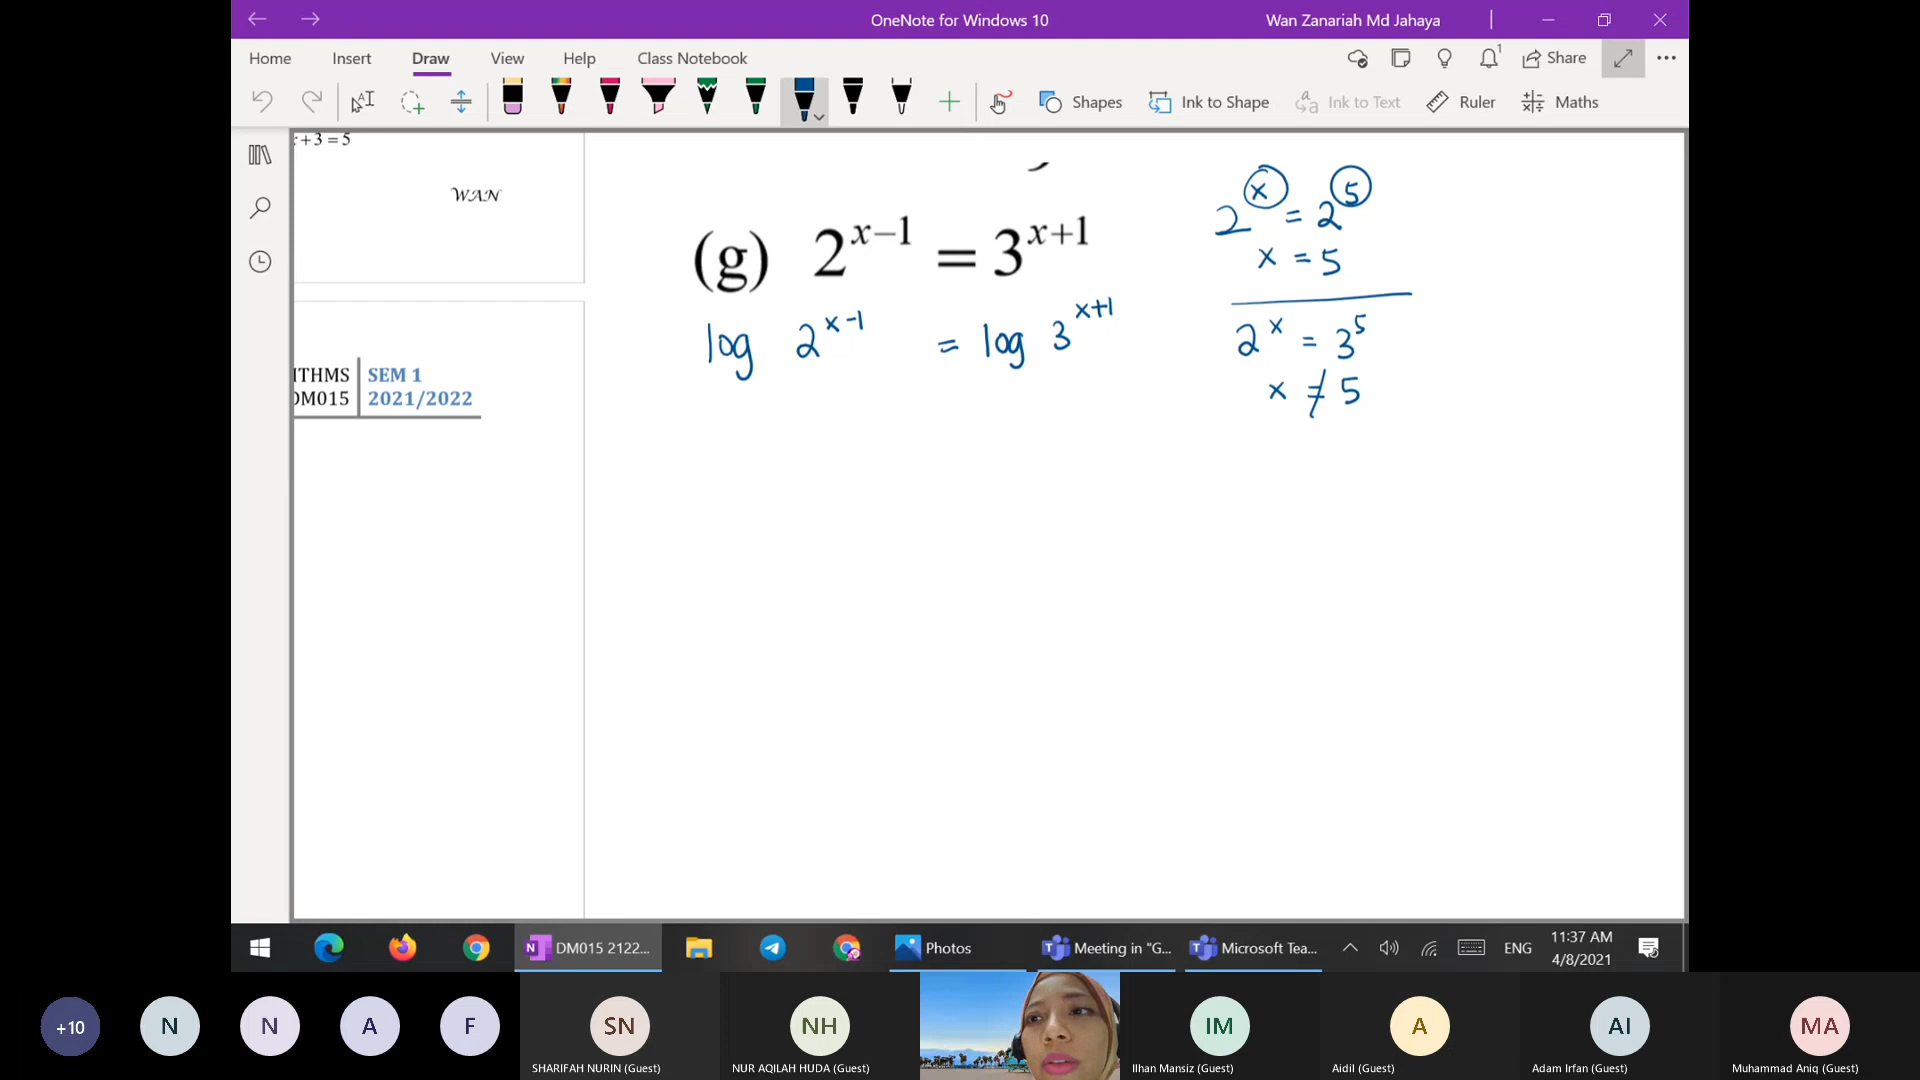 OneNote for Windows 10
Wan Zanariah Md Jahaya
Home Insert Draw View Help Class Notebook
1
Share
Shapes Ink to Shape Ink to Text Ruler Maths
+ 3 = 5
WAN
(g) 2^{x−1} = 3^{x+1}
log 2^{x-1} = log 3^{x+1}
2^x = 2^5
x = 5
2^x = 3^5
x ≠ 5
ITHMS SEM 1
DM015 2021/2022
DM015 2122...
Photos
Meeting in "G...
Microsoft Tea...
ENG
11:37 AM
4/8/2021
+10
N
N
A
F
SN
SHARIFAH NURIN (Guest)
NH
NUR AQILAH HUDA (Guest)
IM
Ilhan Mansiz (Guest)
A
Aidil (Guest)
AI
Adam Irfan (Guest)
MA
Muhammad Aniq (Guest)